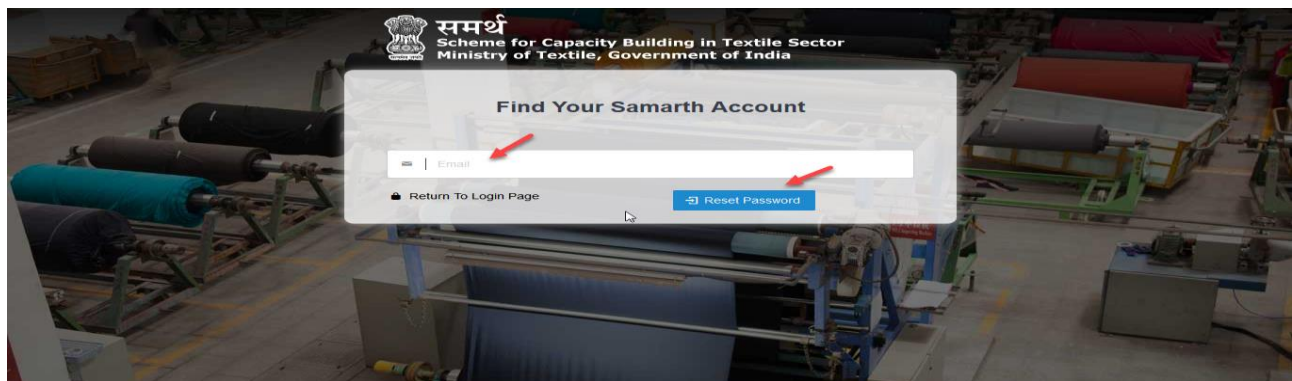 समर्थ
Scheme for Capacity Building in Textile Sector
Ministry of Textile, Government of India
Find Your Samarth Account
Email
Return To Login Page
Reset Password